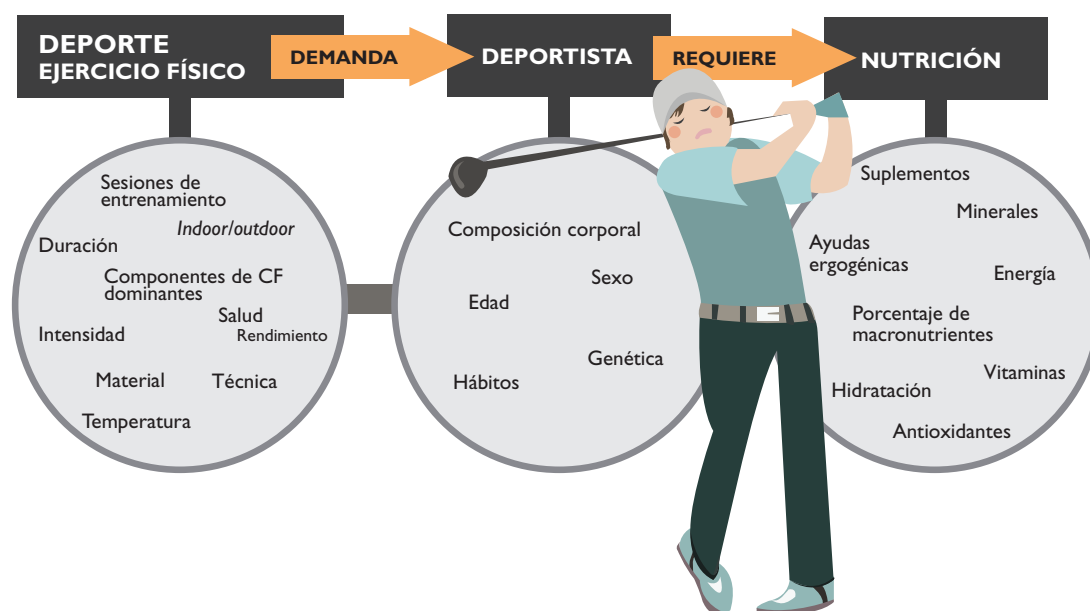 DEPORTE
EJERCICIO FÍSICO
DEMANDA
DEPORTISTA
REQUIERE
NUTRICIÓN
Sesiones de
entrenamiento
Indoor/outdoor
Duración
Componentes de CF
dominantes
Salud
Rendimiento
Intensidad
Material
Técnica
Temperatura
Composición corporal
Sexo
Edad
Genética
Hábitos
Suplementos
Minerales
Ayudas
ergogénicas
Energía
Porcentaje de
macronutrientes
Vitaminas
Hidratación
Antioxidantes